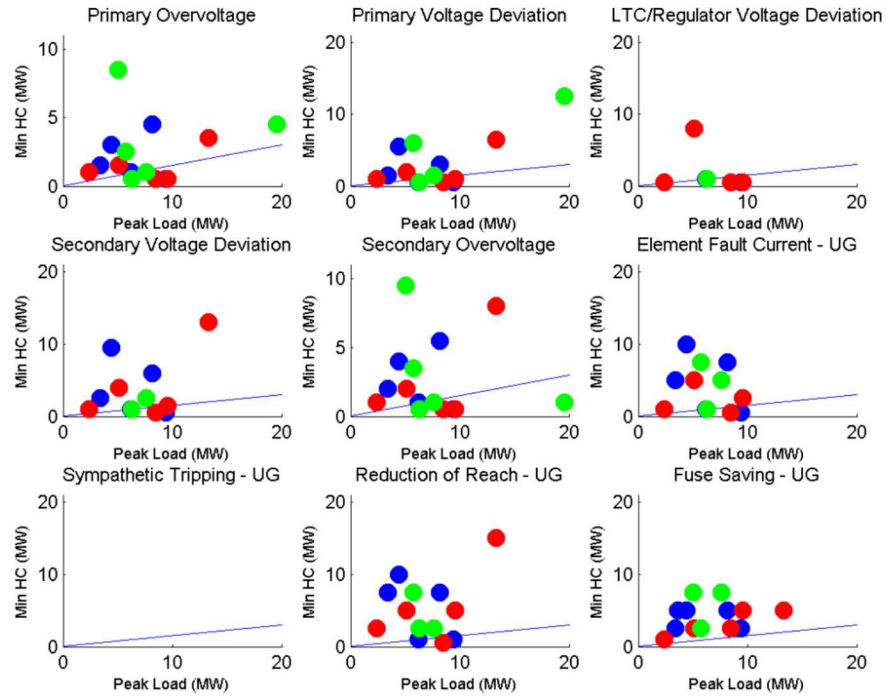 Primary Overvoltage
Primary Voltage Deviation
LTC/Regulator Voltage Deviation
10
5
0
Min HC (MW)
0
10
20
Peak Load (MW)
20
10
0
Min HC (MW)
0
10
20
Peak Load (MW)
20
10
0
Min HC (MW)
0
10
20
Peak Load (MW)
Secondary Voltage Deviation
Secondary Overvoltage
Element Fault Current - UG
20
10
0
Min HC (MW)
0
10
20
Peak Load (MW)
10
5
0
Min HC (MW)
0
10
20
Peak Load (MW)
20
10
0
Min HC (MW)
0
10
20
Peak Load (MW)
Sympathetic Tripping - UG
Reduction of Reach - UG
Fuse Saving - UG
20
10
0
Min HC (MW)
0
10
20
Peak Load (MW)
20
10
0
Min HC (MW)
0
10
20
Peak Load (MW)
20
10
0
Min HC (MW)
0
10
20
Peak Load (MW)